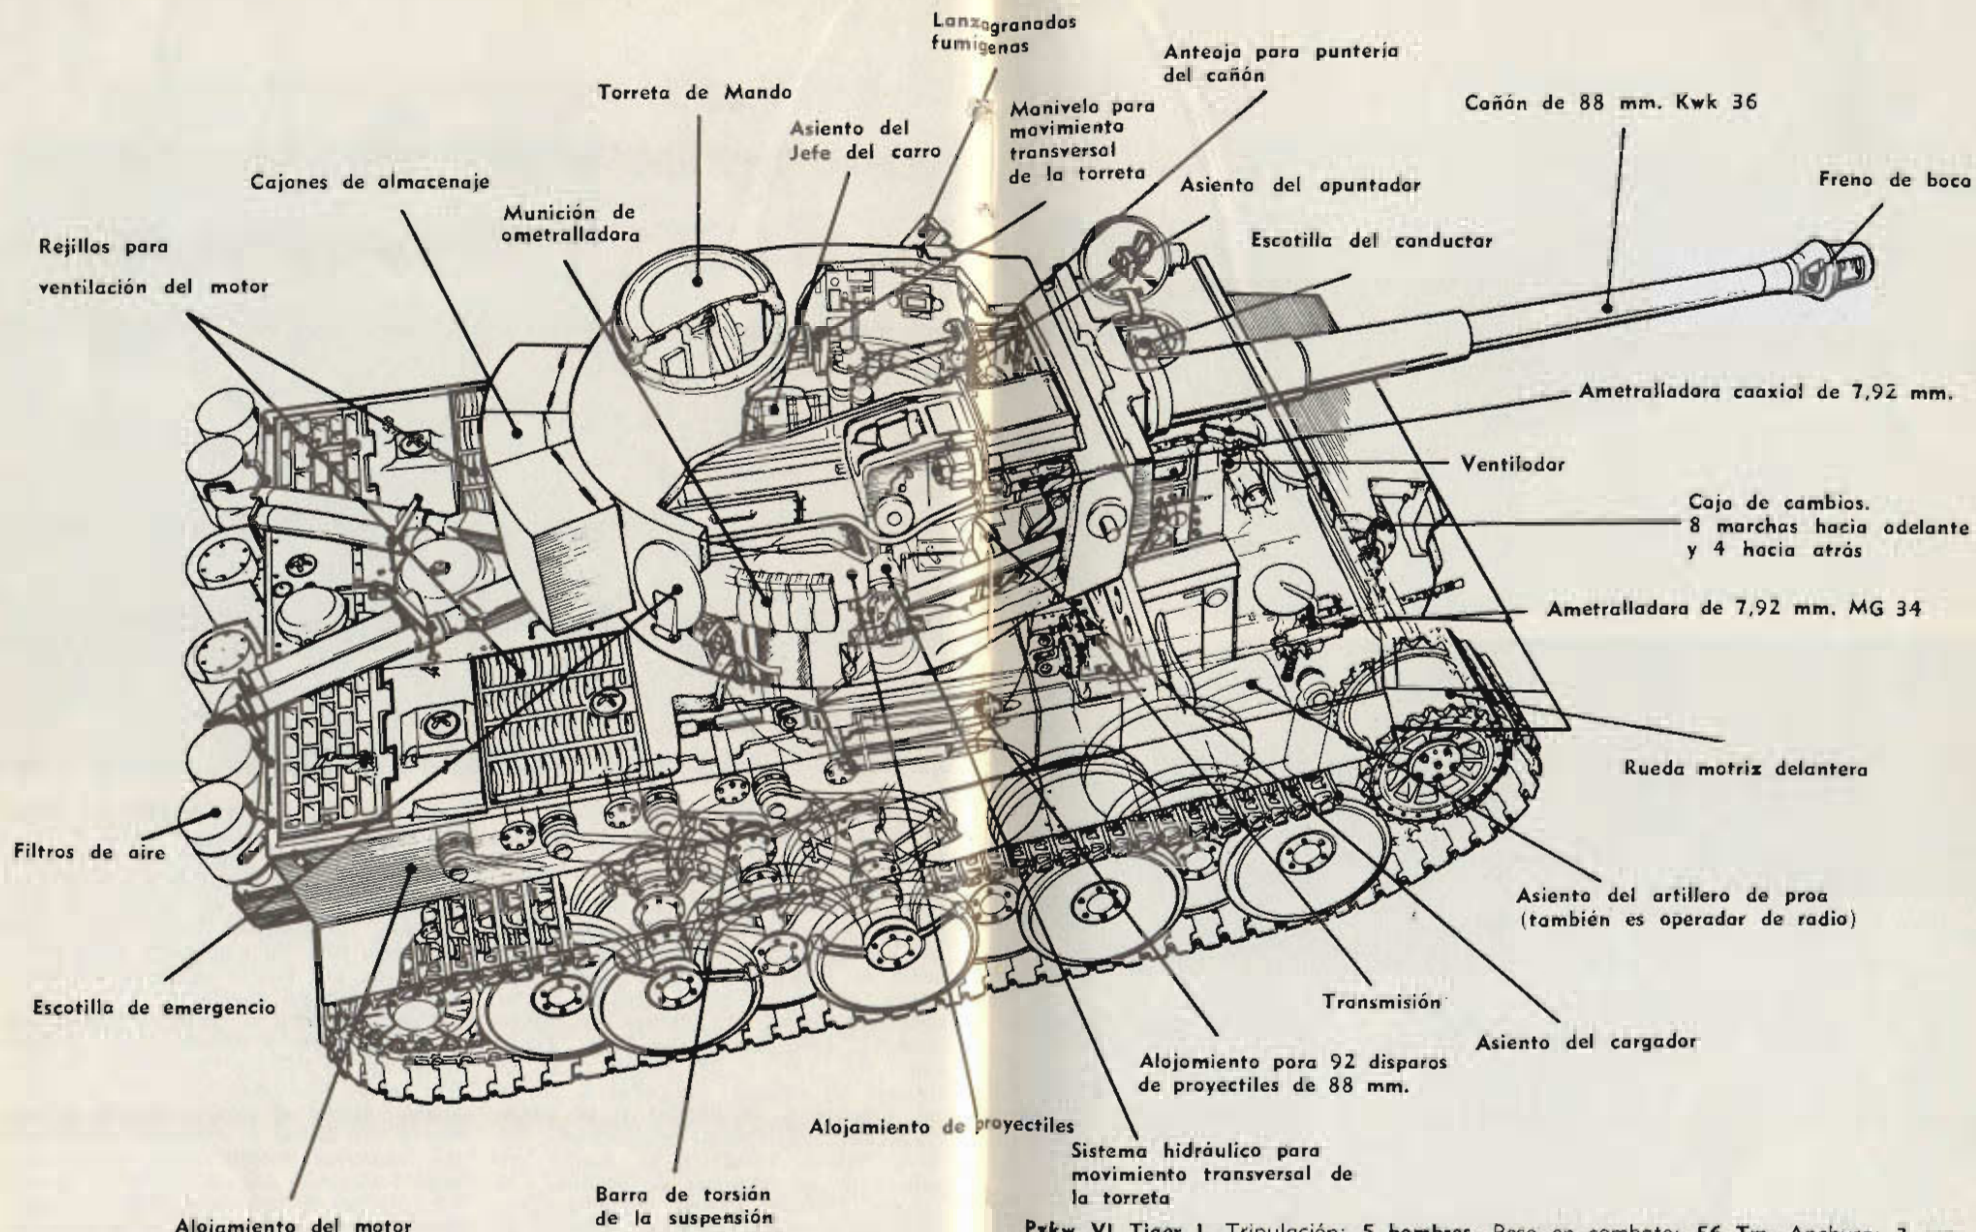 Lanzagranadas
fumígenas
Anteojo para puntería
del cañón
Torreta de Mando
Cañón de 88 mm. Kwk 36
Manivela para
movimiento
transversal
de la torreta
Asiento del
Jefe del carro
Cajones de almacenaje
Asiento del apuntador
Freno de boca
Munición de
ametralladora
Rejillas para
ventilación del motor
Escotilla del conductor
Ametralladora coaxial de 7,92 mm.
Ventilador
Caja de cambios.
8 marchas hacia adelante
y 4 hacia atrás
Ametralladora de 7,92 mm. MG 34
Rueda motriz delantera
Filtros de aire
Asiento del artillero de proa
(también es operador de radio)
Escotilla de emergencia
Transmisión
Asiento del cargador
Alojamiento para 92 disparos
de proyectiles de 88 mm.
Alojamiento de proyectiles
Sistema hidráulico para
movimiento transversal de
la torreta
Barra de torsión
de la suspensión
Alojamiento del motor
Pzkw VI Tiger I. Tripulación: 5 hombres. Peso en combate: 56 Tm. Anchura: 3